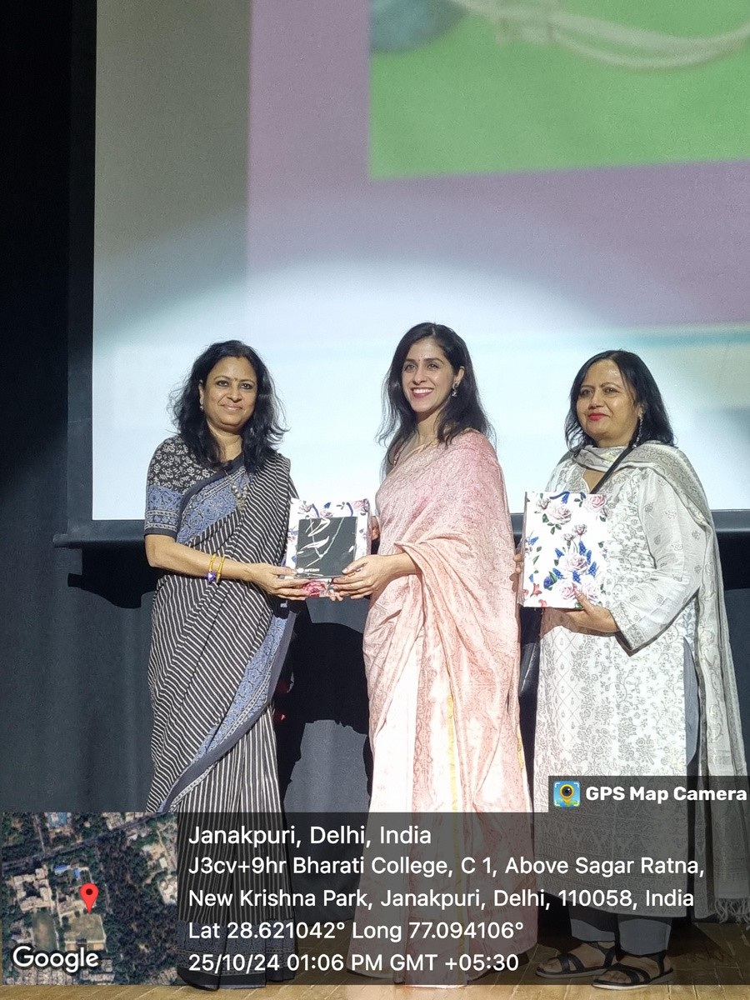 GPS Map Camera
Janakpuri, Delhi, India
J3cv+9hr Bharati College, C 1, Above Sagar Ratna,
New Krishna Park, Janakpuri, Delhi, 110058, India
Lat 28.621042° Long 77.094106°
25/10/24 01:06 PM GMT +05:30
Google